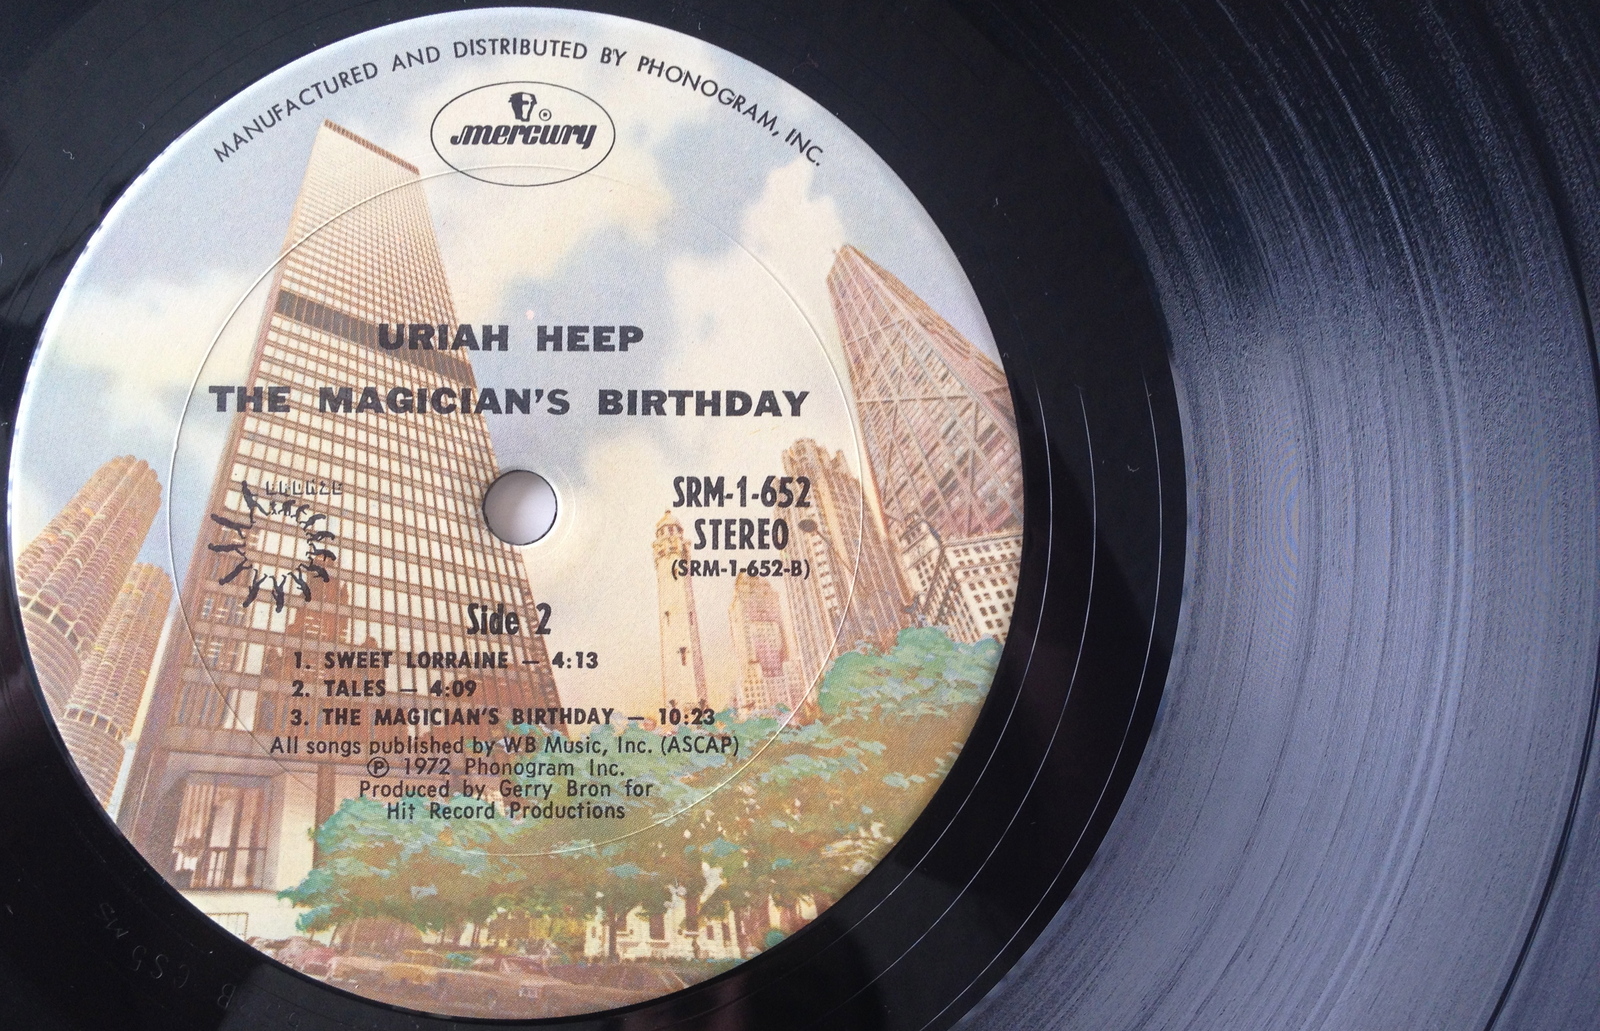 MANUFACTURED AND DISTRIBUTED BY PHONOGRAM, INC.
mercury
URIAH HEEP
THE MAGICIAN'S BIRTHDAY
BRONZE
SRM-1-652
STEREO
(SRM-1-652-B)
Side 2
1. SWEET LORRAINE — 4:13
2. TALES — 4:09
3. THE MAGICIAN'S BIRTHDAY — 10:23
All songs published by WB Music, Inc. (ASCAP)
Ⓟ 1972 Phonogram Inc.
Produced by Gerry Bron for
Hit Record Productions